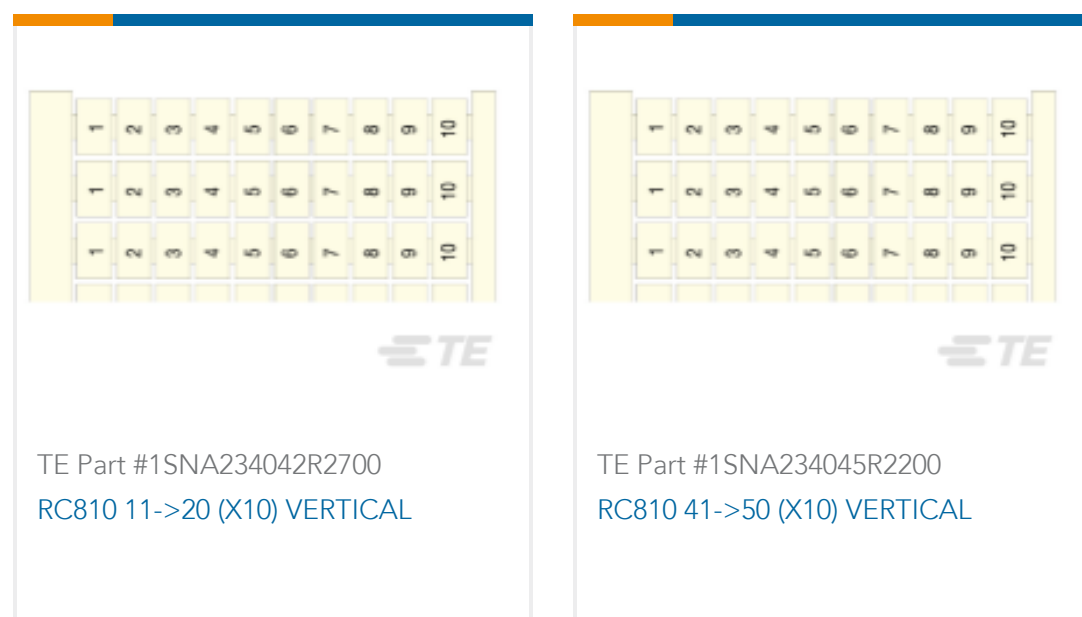 1 2 3 4 5 6 7 8 9 10
1 2 3 4 5 6 7 8 9 10
1 2 3 4 5 6 7 8 9 10
TE
TE Part #1SNA234042R2700
RC810 11->20 (X10) VERTICAL
1 2 3 4 5 6 7 8 9 10
1 2 3 4 5 6 7 8 9 10
1 2 3 4 5 6 7 8 9 10
TE
TE Part #1SNA234045R2200
RC810 41->50 (X10) VERTICAL